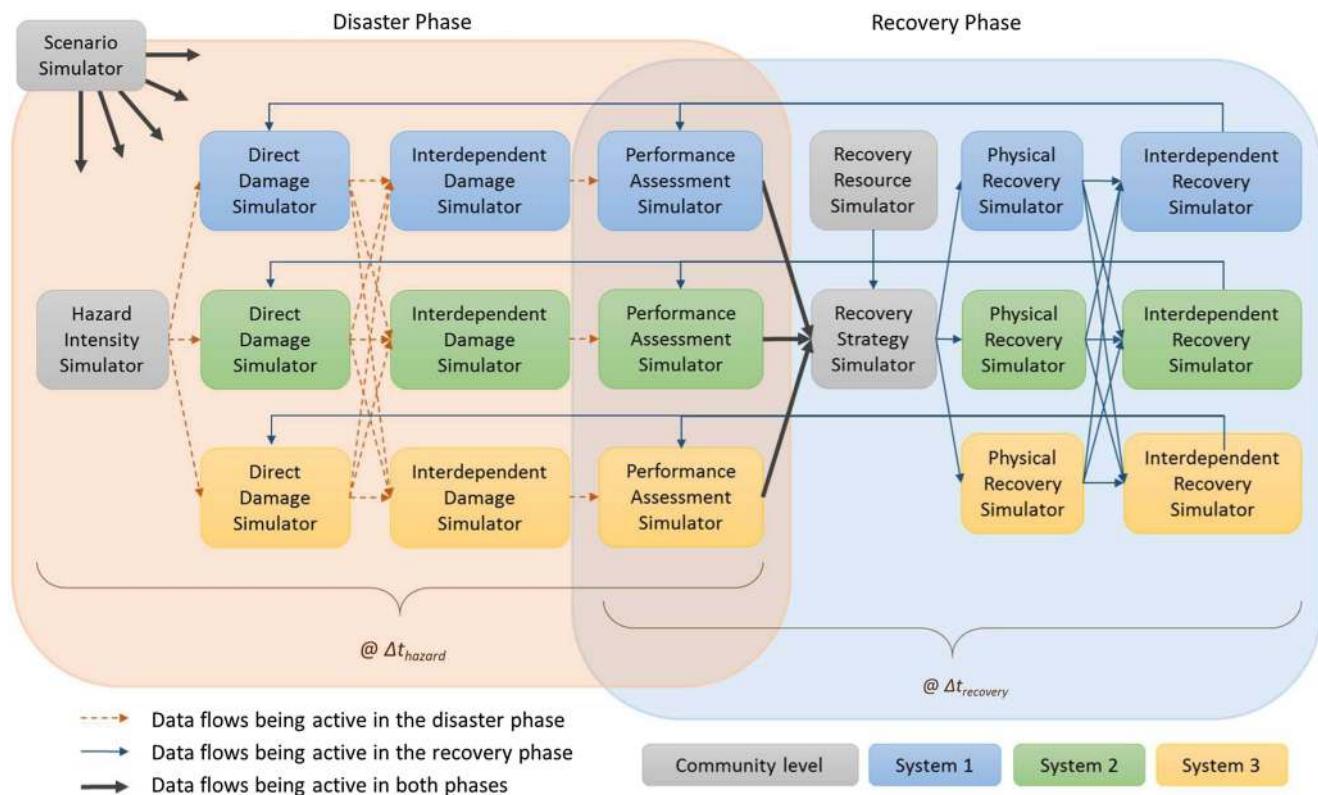 Disaster Phase
Recovery Phase
Scenario
Simulator
Direct
Damage
Simulator
Interdependent
Damage
Simulator
Performance
Assessment
Simulator
Recovery
Resource
Simulator
Physical
Recovery
Simulator
Interdependent
Recovery
Simulator
Hazard
Intensity
Simulator
Direct
Damage
Simulator
Interdependent
Damage
Simulator
Performance
Assessment
Simulator
Recovery
Strategy
Simulator
Physical
Recovery
Simulator
Interdependent
Recovery
Simulator
Direct
Damage
Simulator
Interdependent
Damage
Simulator
Performance
Assessment
Simulator
Physical
Recovery
Simulator
Interdependent
Recovery
Simulator
@ Δt_hazard
@ Δt_recovery
Data flows being active in the disaster phase
Data flows being active in the recovery phase
Data flows being active in both phases
Community level
System 1
System 2
System 3